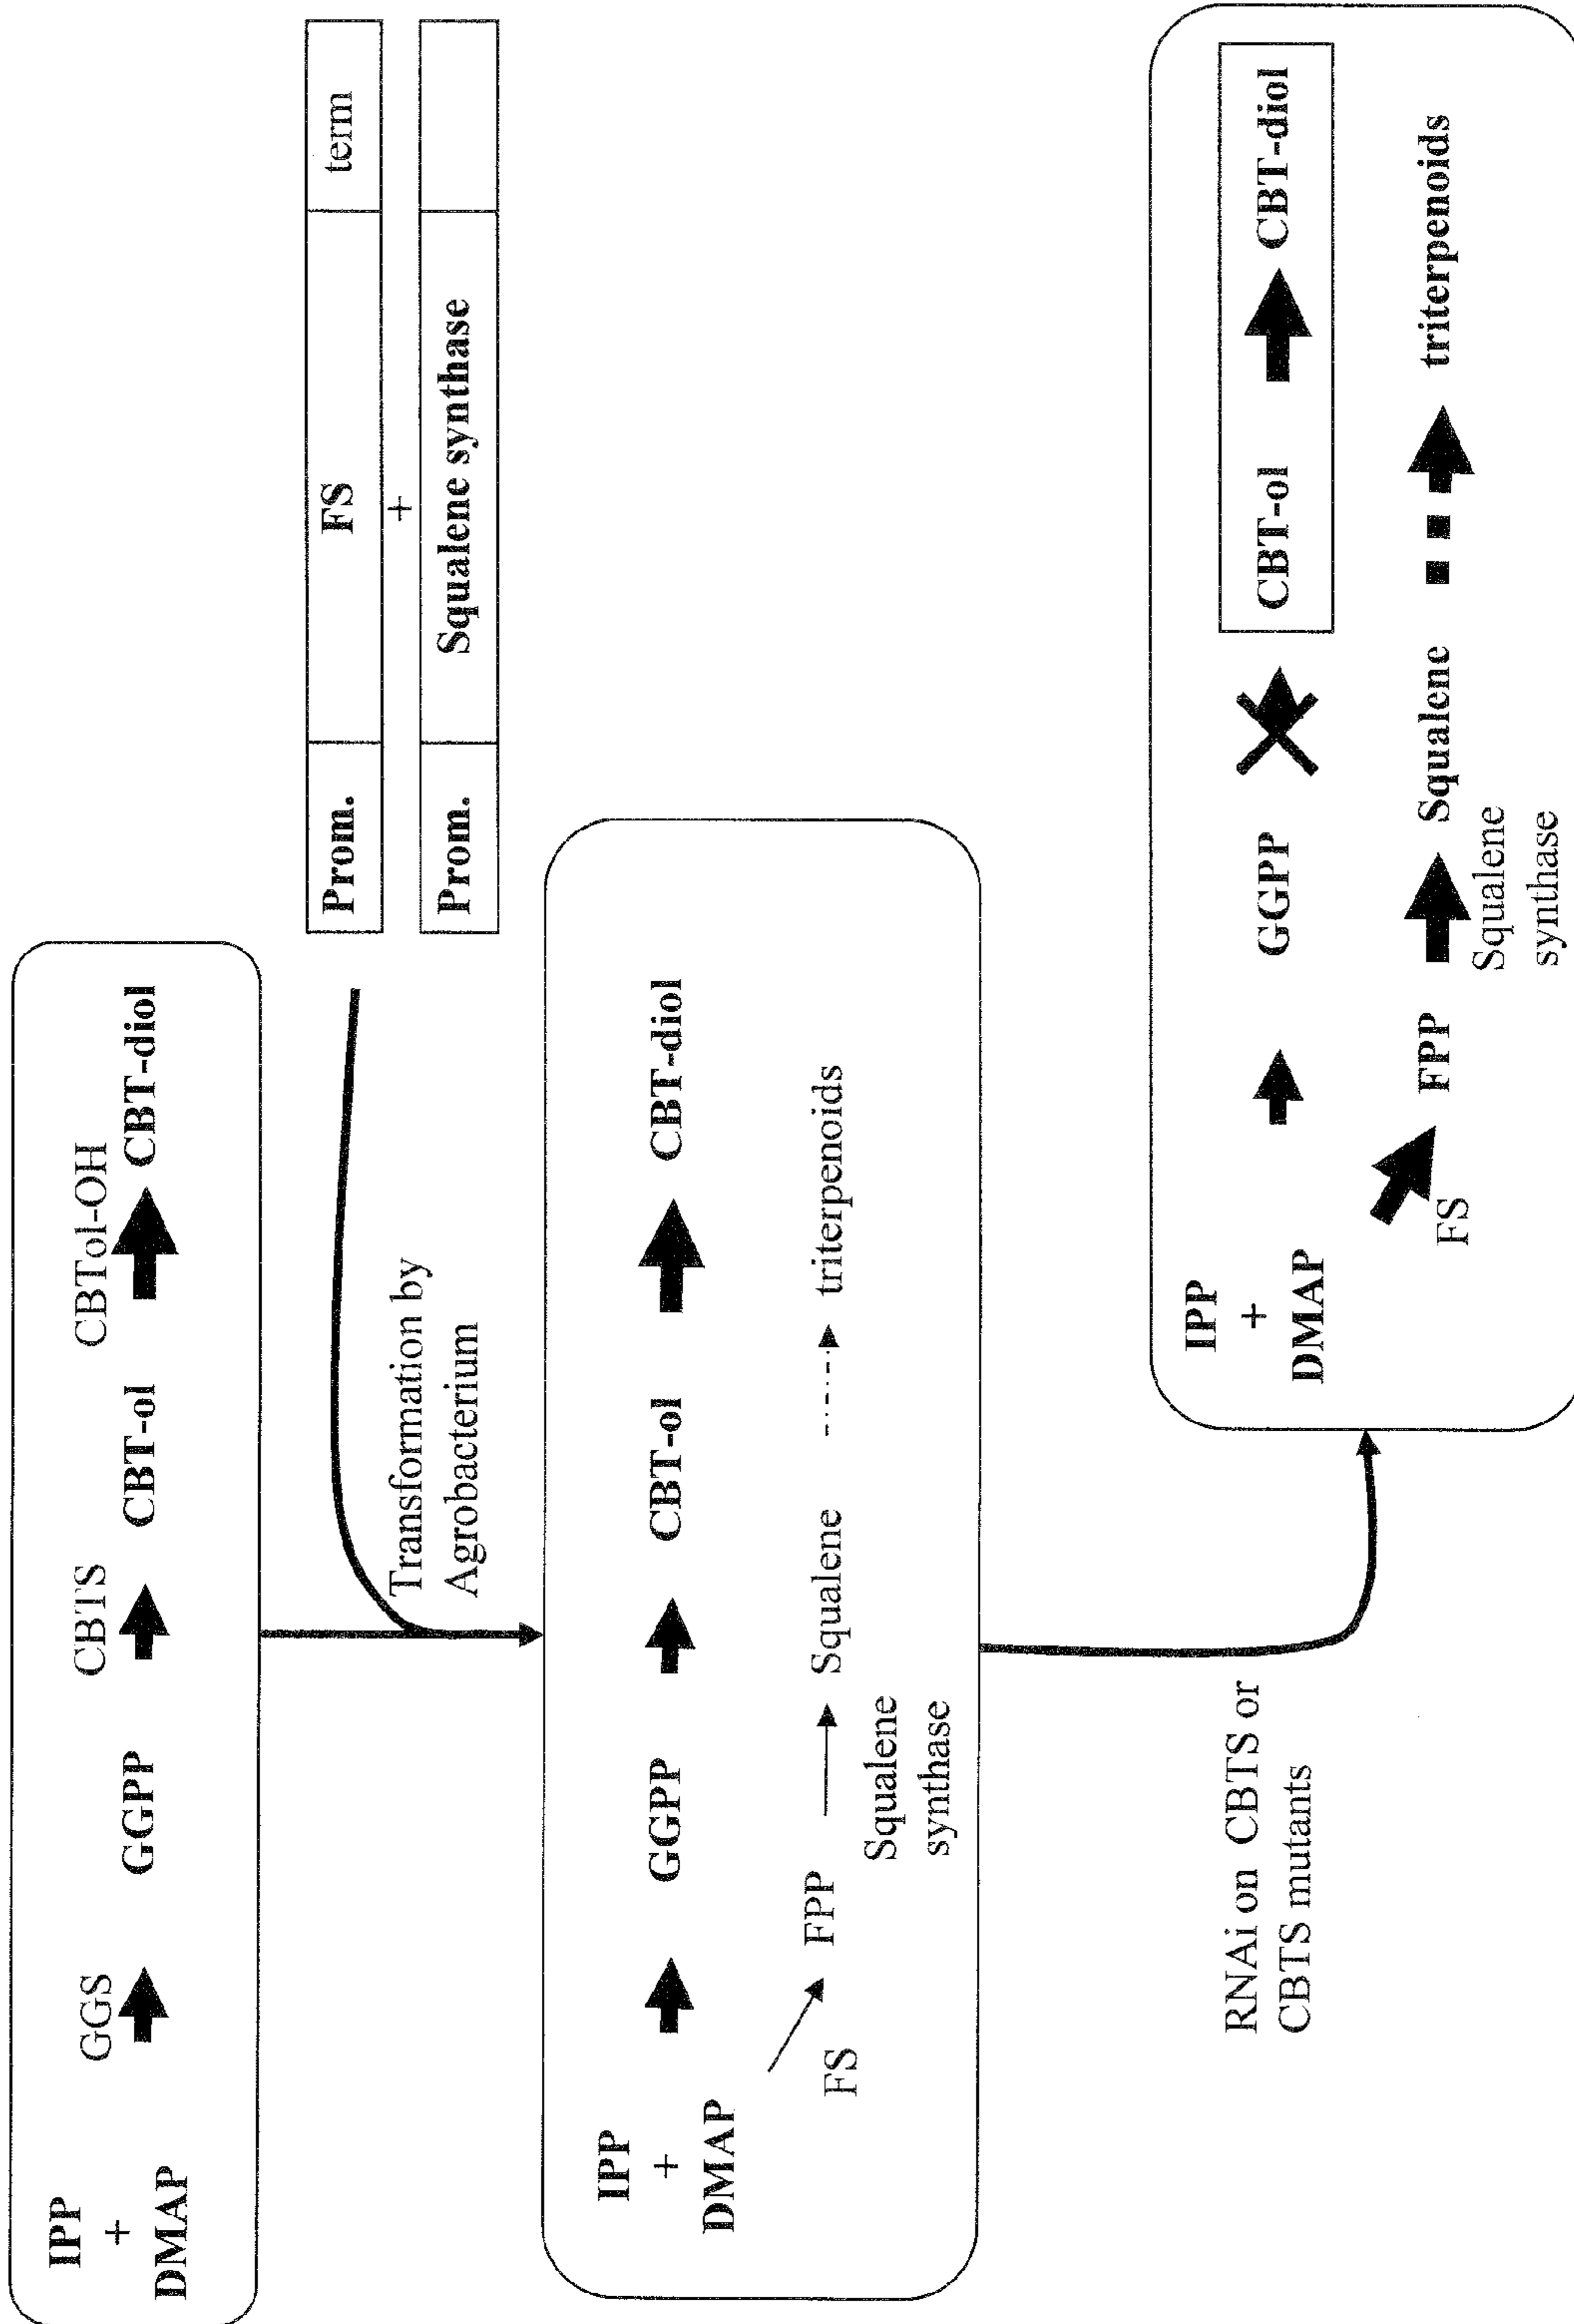 IPP
+
DMAP
GGS
GGPP
CBTS
CBT-ol
CBTol-OH
CBT-diol
Prom.
FS
term
+
Prom.
Squalene synthase
Transformation by
Agrobacterium
IPP
+
DMAP
GGPP
CBT-ol
CBT-diol
FS
FPP
Squalene
synthase
Squalene
triterpenoids
RNAi on CBTS or
CBTS mutants
IPP
+
DMAP
GGPP
CBT-ol
CBT-diol
FS
FPP
Squalene
synthase
Squalene
triterpenoids